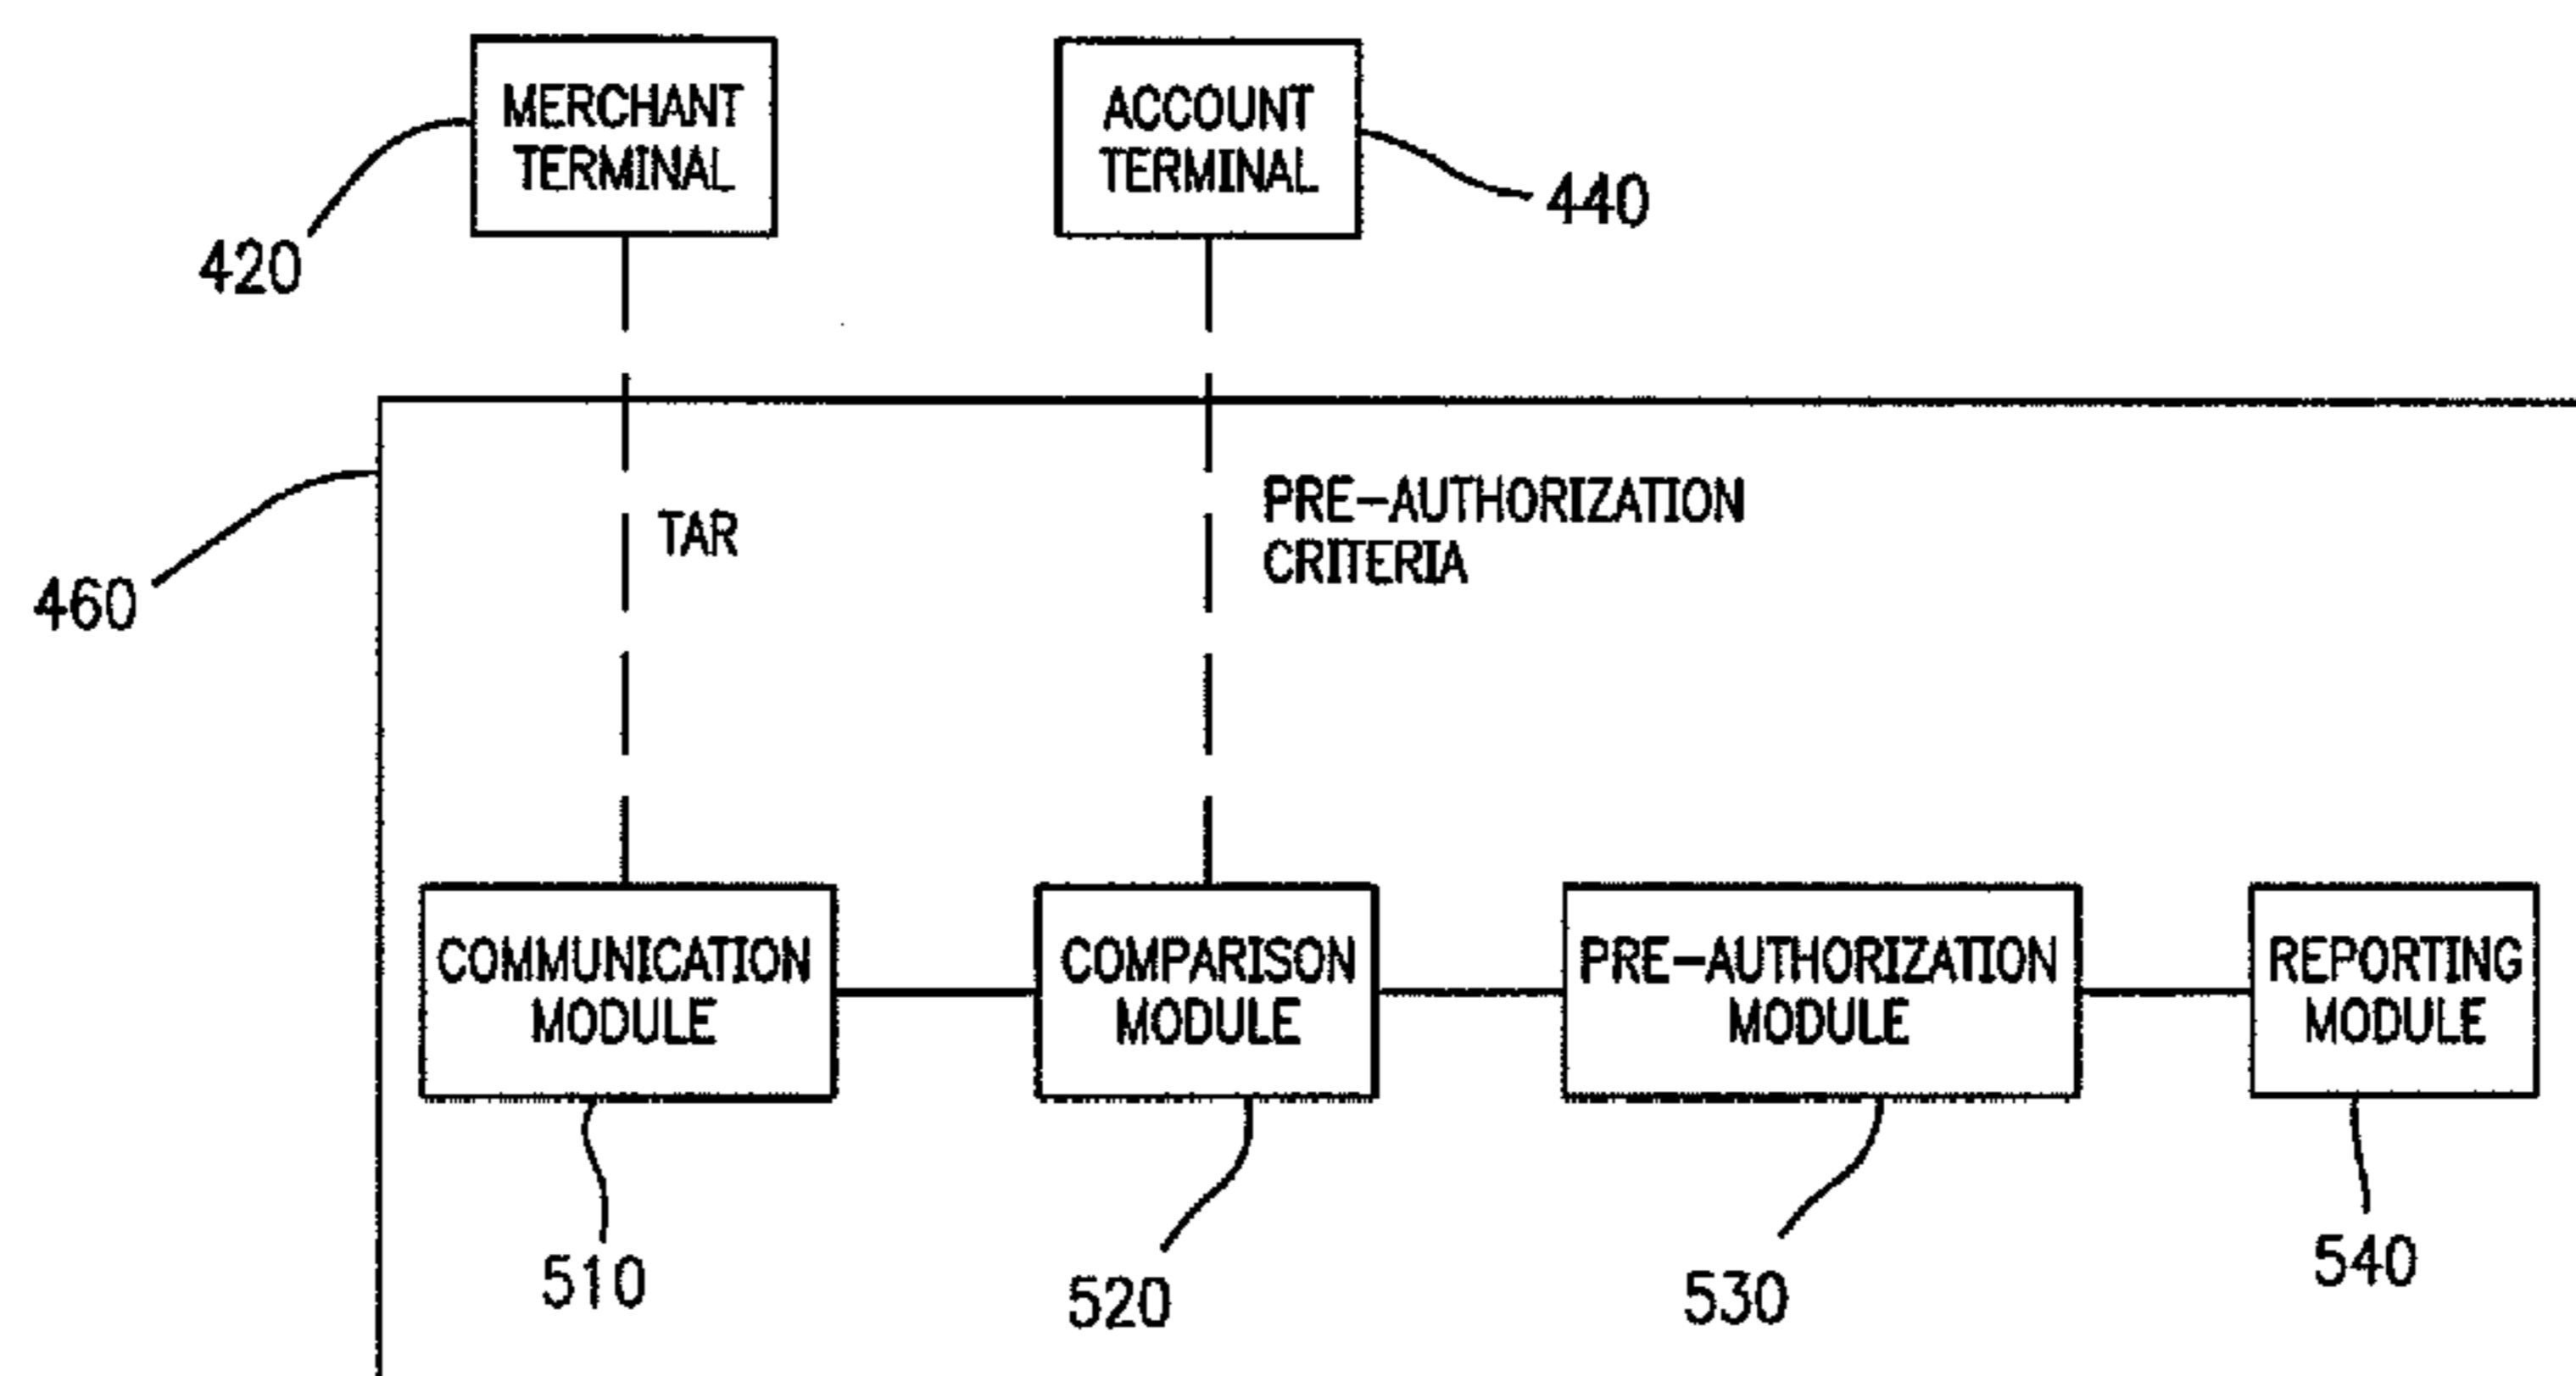 MERCHANT
TERMINAL
420
ACCOUNT
TERMINAL
440
460
TAR
PRE-AUTHORIZATION
CRITERIA
COMMUNICATION
MODULE
COMPARISON
MODULE
PRE-AUTHORIZATION
MODULE
REPORTING
MODULE
510
520
530
540